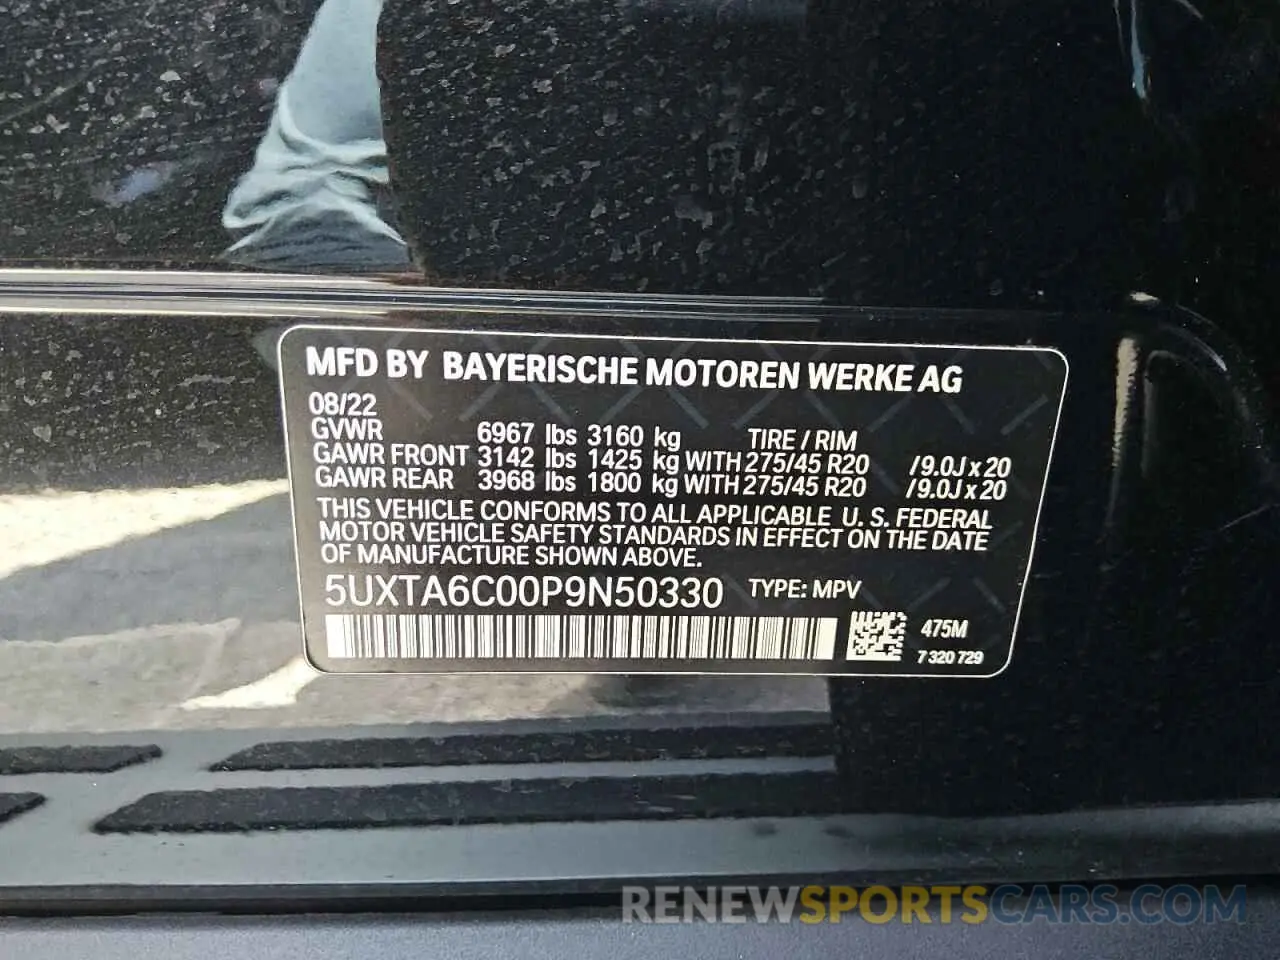 MFD BY BAYERISCHE MOTOREN WERKE AG
08/22
GVWR 6967 lbs 3160 kg TIRE / RIM
GAWR FRONT 3142 lbs 1425 kg WITH 275/45 R20 /9.0J x 20
GAWR REAR 3968 lbs 1800 kg WITH 275/45 R20 /9.0J x 20
THIS VEHICLE CONFORMS TO ALL APPLICABLE U. S. FEDERAL
MOTOR VEHICLE SAFETY STANDARDS IN EFFECT ON THE DATE
OF MANUFACTURE SHOWN ABOVE.
5UXTA6C00P9N50330 TYPE: MPV
475M
7 320 729
RENEWSPORTSCARS.COM